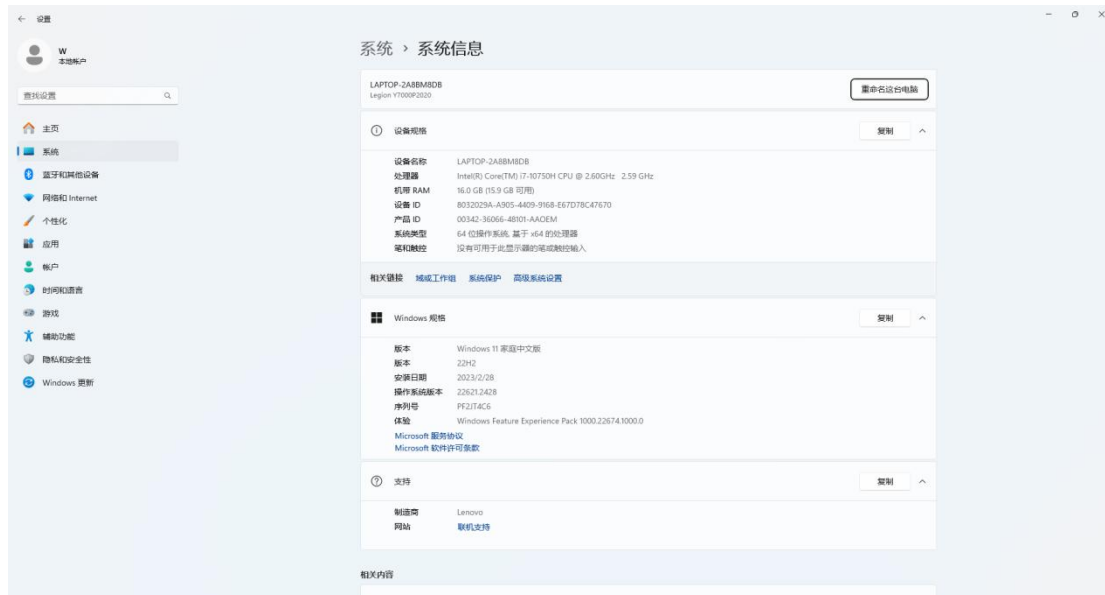 设置
W
本地帐户
查找设置
主页
系统
蓝牙和其他设备
网络和 Internet
个性化
应用
帐户
时间和语言
游戏
辅助功能
隐私和安全性
Windows 更新
系统 › 系统信息
LAPTOP-2A8BM8DB
Legion Y7000P2020
重命名这台电脑
设备规格
复制
设备名称 LAPTOP-2A8BM8DB
处理器 Intel(R) Core(TM) i7-10750H CPU @ 2.60GHz 2.59 GHz
机带 RAM 16.0 GB (15.9 GB 可用)
设备 ID 8032029A-A905-4409-9168-E67D78C47670
产品 ID 00342-36066-48101-AAOEM
系统类型 64 位操作系统, 基于 x64 的处理器
笔和触控 没有可用于此显示器的笔或触控输入
相关链接 域或工作组 系统保护 高级系统设置
Windows 规格
复制
版本 Windows 11 家庭中文版
版本 22H2
安装日期 2023/2/28
操作系统版本 22621.2428
序列号 PF2JT4C6
体验 Windows Feature Experience Pack 1000.22674.1000.0
Microsoft 服务协议
Microsoft 软件许可条款
支持
复制
制造商 Lenovo
网站 联机支持
相关内容